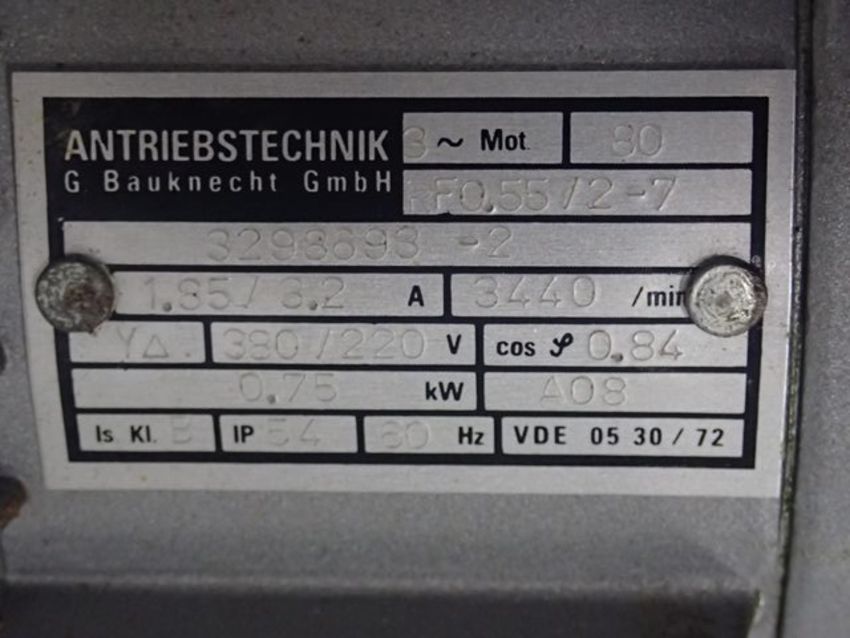 ANTRIEBSTECHNIK 3 ~ Mot. 80
G. Bauknecht GmbH RF0.55/2-7
3293693 -2
1.85/3.2 A 3440 /min
Y△ 380/220 V cos φ 0.84
0.75 kW A08
Is Kl. B IP 54 60 Hz VDE 05 30 / 72